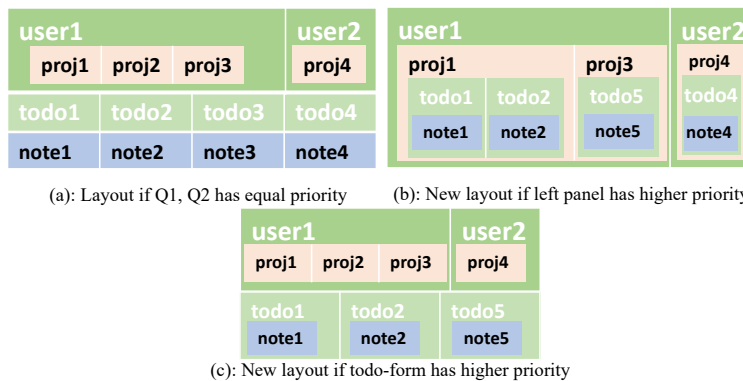 user1 user2
proj1 proj2 proj3 proj4
todo1 todo2 todo3 todo4
note1 note2 note3 note4
(a): Layout if Q1, Q2 has equal priority
user1 user2
proj1 proj3 proj4
todo1 todo2 todo5 todo4
note1 note2 note5 note4
(b): New layout if left panel has higher priority
user1 user2
proj1 proj2 proj3 proj4
todo1 todo2 todo5
note1 note2 note5
(c): New layout if todo-form has higher priority